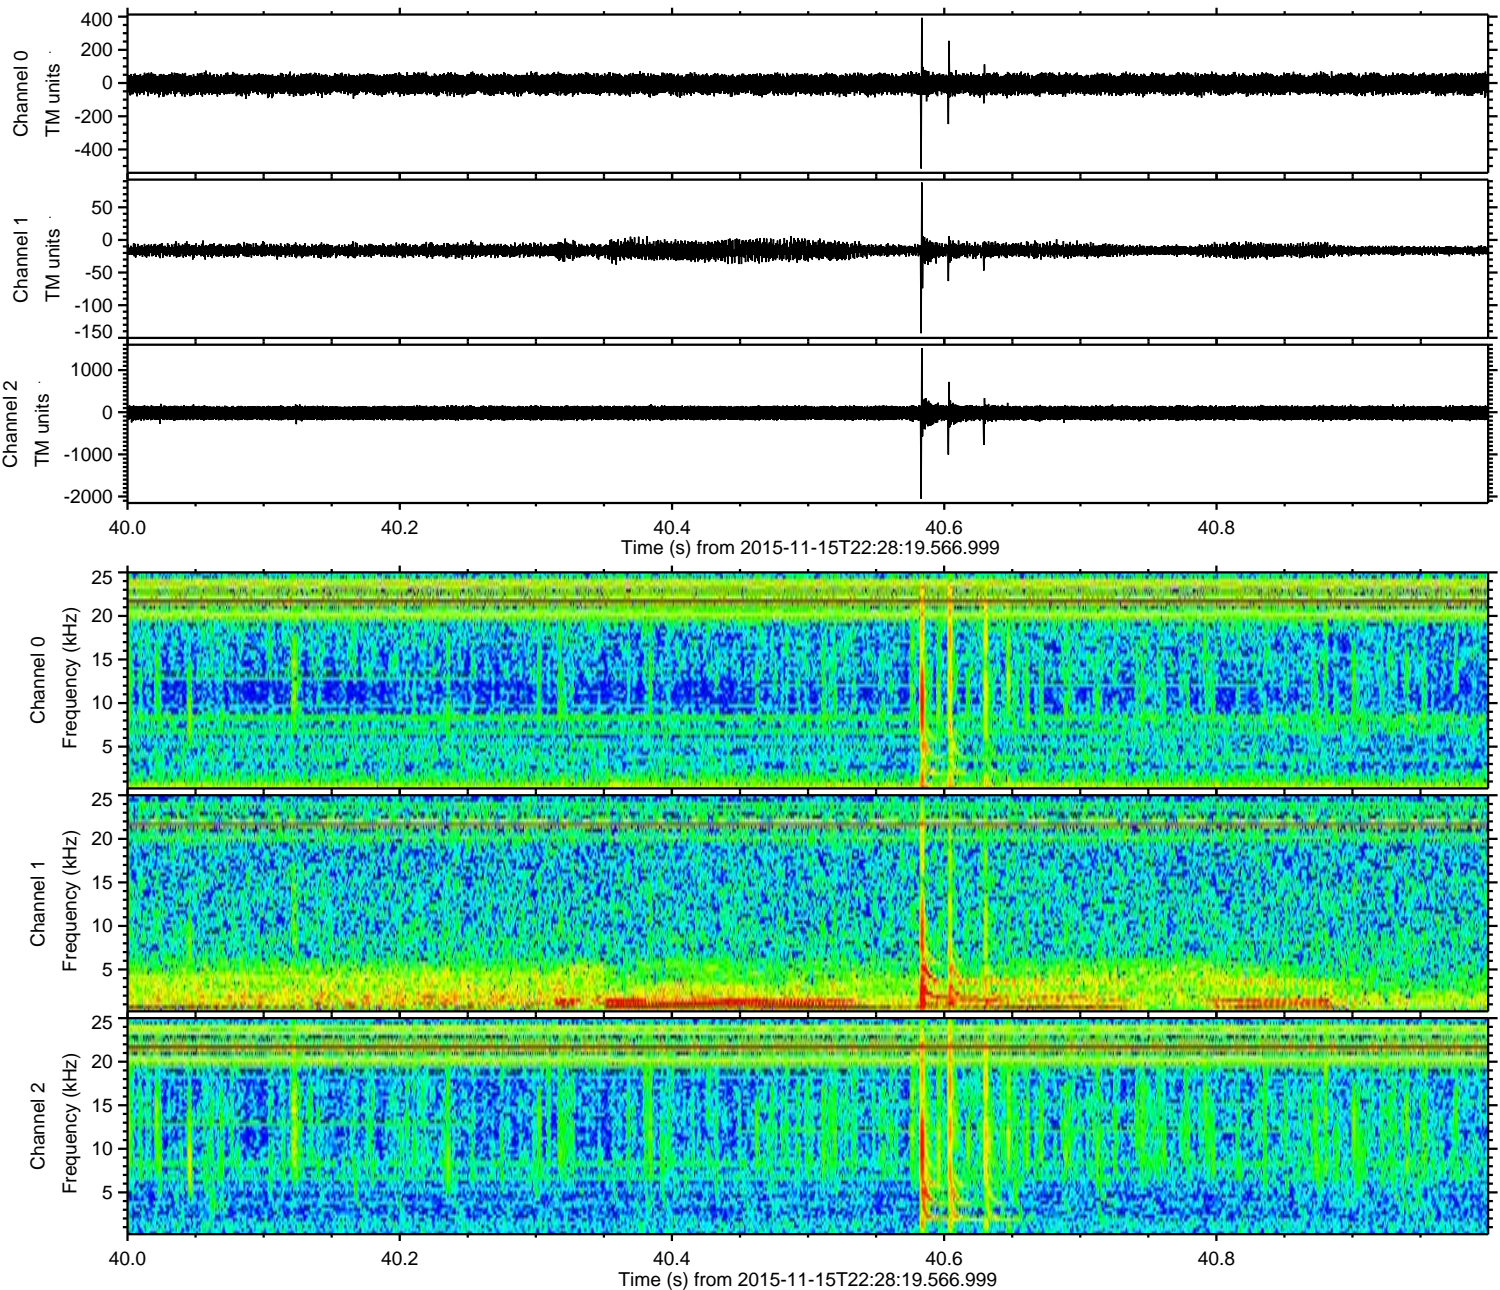 400
200
0
-200
-400
Channel 0
TM units
50
0
-50
-100
-150
Channel 1
TM units
1000
0
-1000
-2000
Channel 2
TM units
40.0 40.2 40.4 40.6 40.8
Time (s) from 2015-11-15T22:28:19.566.999
25
20
15
10
5
Channel 0
Frequency (kHz)
25
20
15
10
5
Channel 1
Frequency (kHz)
25
20
15
10
5
Channel 2
Frequency (kHz)
40.0 40.2 40.4 40.6 40.8
Time (s) from 2015-11-15T22:28:19.566.999